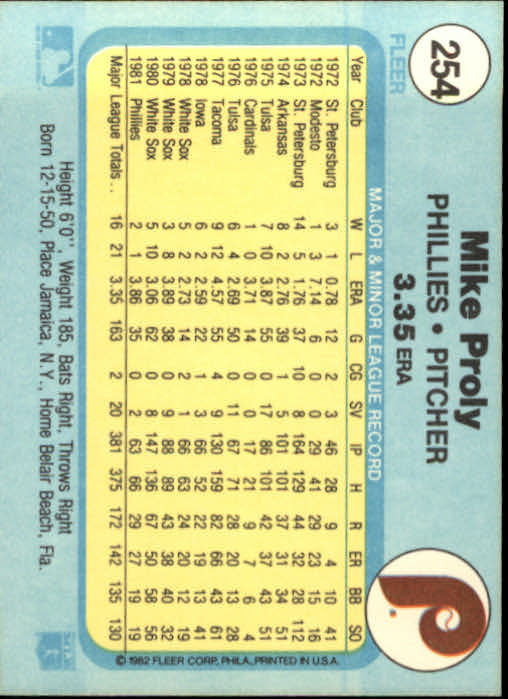 254
FLEER
Mike Proly
PHILLIES • PITCHER
3.35 ERA
P
MAJOR & MINOR LEAGUE RECORD
Year Club W L ERA G CG SV IP H R ER BB SO
1972 St. Petersburg 3 1 0.78 12 2 3 46 28 9 4 10 16
1972 Modesto 1 3 7.14 6 0 0 29 41 29 23 15 41
1973 St. Petersburg 14 5 1.76 37 10 8 164 129 44 32 28 112
1974 Arkansas 8 2 2.76 39 1 5 101 101 37 31 34 51
1975 Tulsa 7 10 3.87 55 0 17 86 101 42 37 43 51
1976 Cardinals 1 0 3.71 14 0 0 17 21 9 7 6 4
1976 Tulsa 6 4 2.69 50 0 11 67 71 28 20 13 28
1977 Tacoma 9 12 4.57 55 4 9 130 159 82 66 43 61
1978 Iowa 6 2 2.59 22 1 3 66 52 22 19 13 41
1978 White Sox 5 2 2.73 14 2 1 66 63 24 20 12 19
1979 White Sox 3 8 3.89 38 0 9 88 89 43 38 40 32
1980 White Sox 5 10 3.06 62 0 8 147 136 67 50 58 56
1981 Phillies 2 1 3.86 35 0 2 63 66 29 27 19 19
Major League Totals . . 16 21 3.35 163 2 20 381 375 172 142 135 130
© 1982 FLEER CORP., PHILA., PRINTED IN U.S.A.
Height 6'0", Weight 185, Bats Right, Throws Right
Born 12-15-50, Place Jamaica, N.Y., Home Belair Beach, Fla.